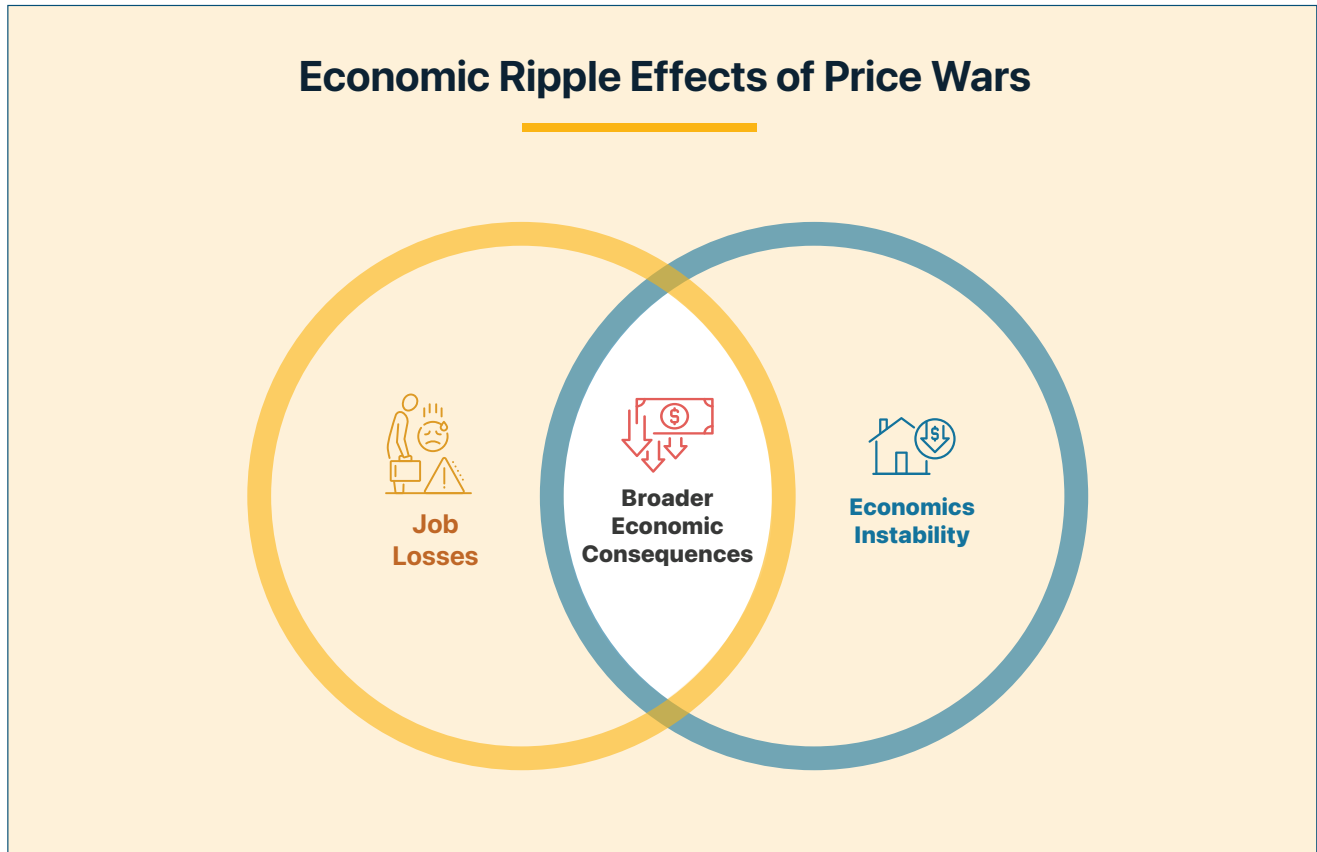 Economic Ripple Effects of Price Wars
Job
Losses
$
Broader
Economic
Consequences
$
Economics
Instability